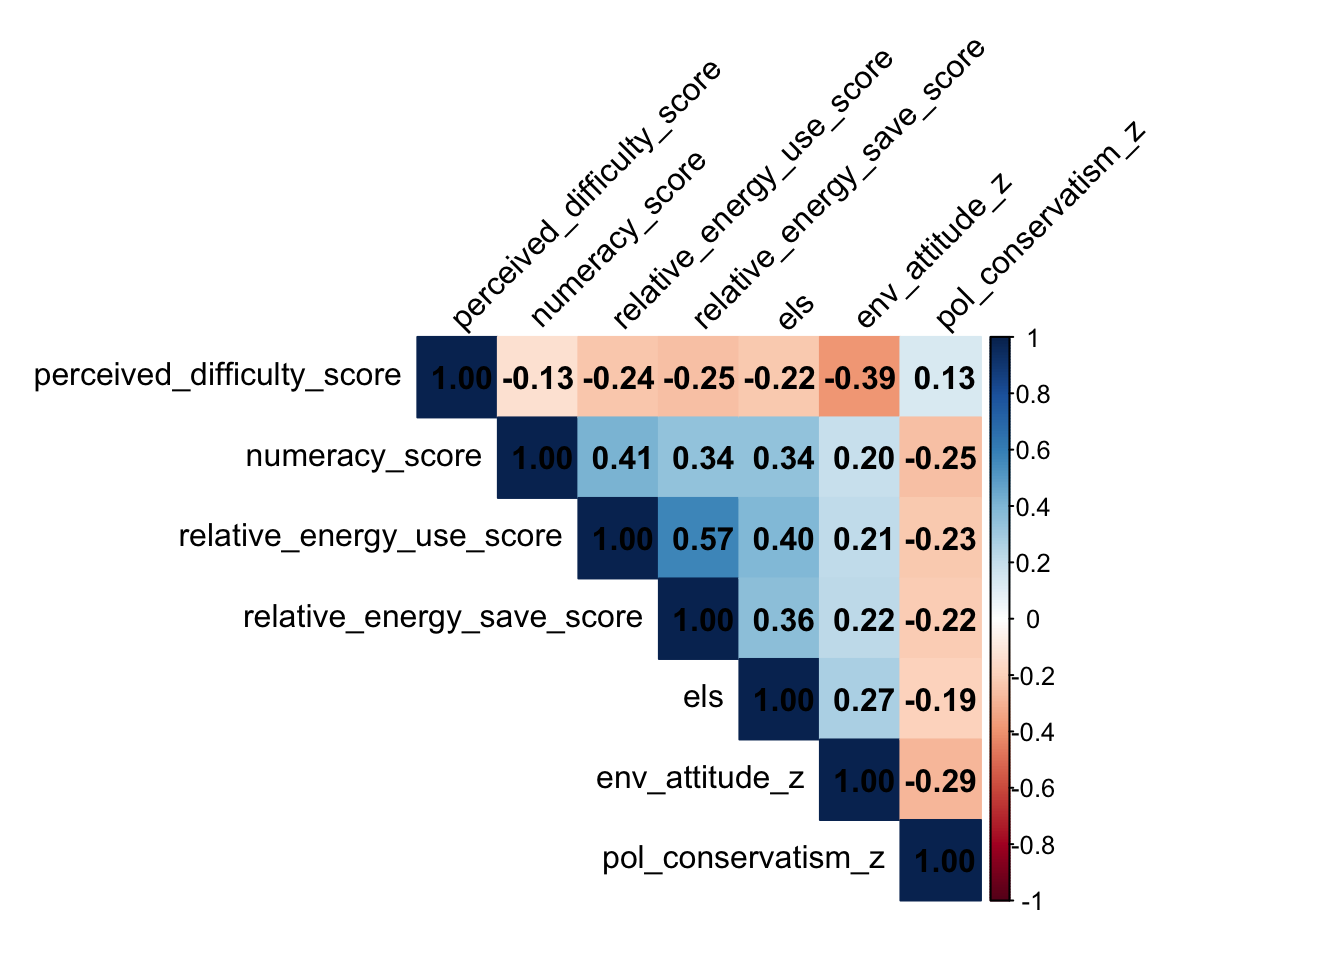 perceived_difficulty_score
numeracy_score
relative_energy_use_score
relative_energy_save_score
els
env_attitude_z
pol_conservatism_z
perceived_difficulty_score 1.00 -0.13 -0.24 -0.25 -0.22 -0.39 0.13
numeracy_score 1.00 0.41 0.34 0.34 0.20 -0.25
relative_energy_use_score 1.00 0.57 0.40 0.21 -0.23
relative_energy_save_score 1.00 0.36 0.22 -0.22
els 1.00 0.27 -0.19
env_attitude_z 1.00 -0.29
pol_conservatism_z 1.00
1
0.8
0.6
0.4
0.2
0
-0.2
-0.4
-0.6
-0.8
-1